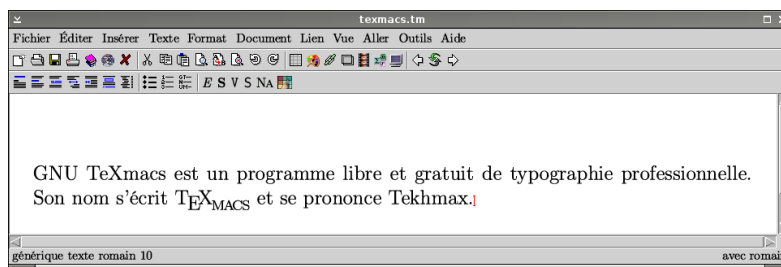 texmacs.tm
Fichier Éditer Insérer Texte Format Document Lien Vue Aller Outils Aide
E S V S NA
GNU TeXmacs est un programme libre et gratuit de typographie professionnelle.
Son nom s'écrit TEXMACS et se prononce Tekhmax.
générique texte romain 10 avec romai